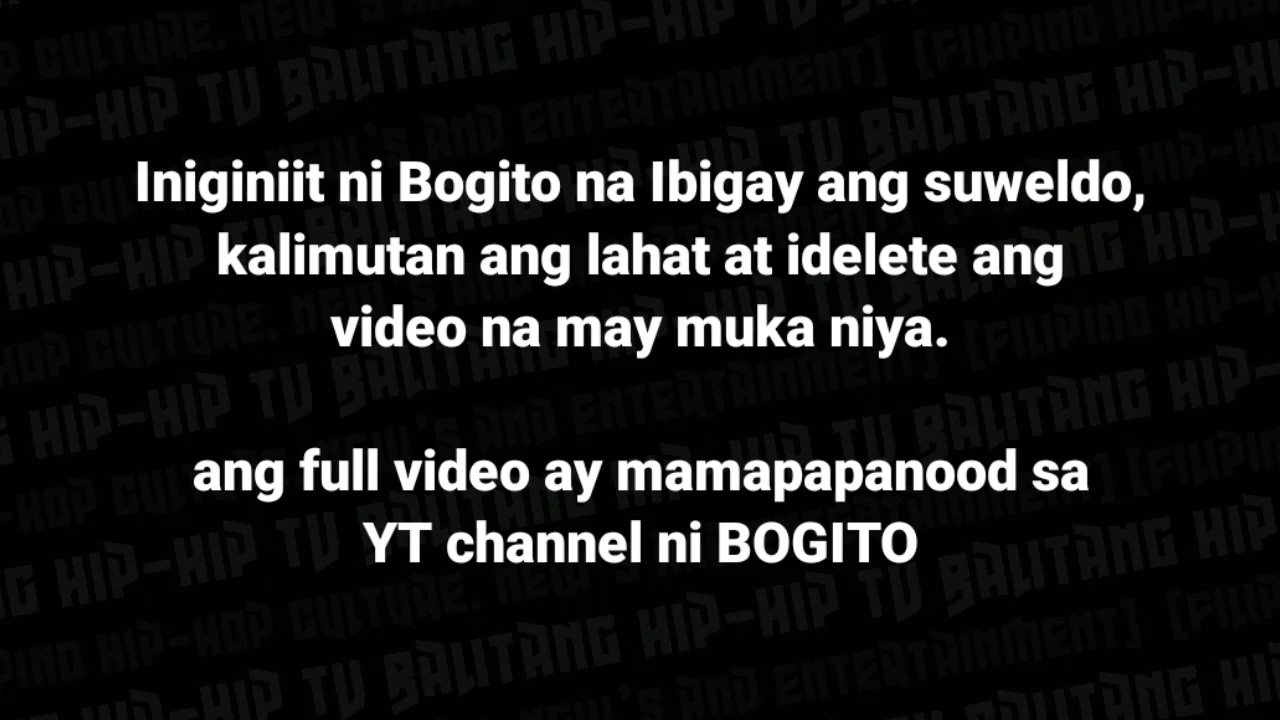 Iniginiit ni Bogito na Ibigay ang suweldo,
kalimutan ang lahat at idelete ang
video na may muka niya.
ang full video ay mamapapanood sa
YT channel ni BOGITO